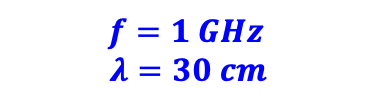 f = 1 GHz
λ = 30 cm